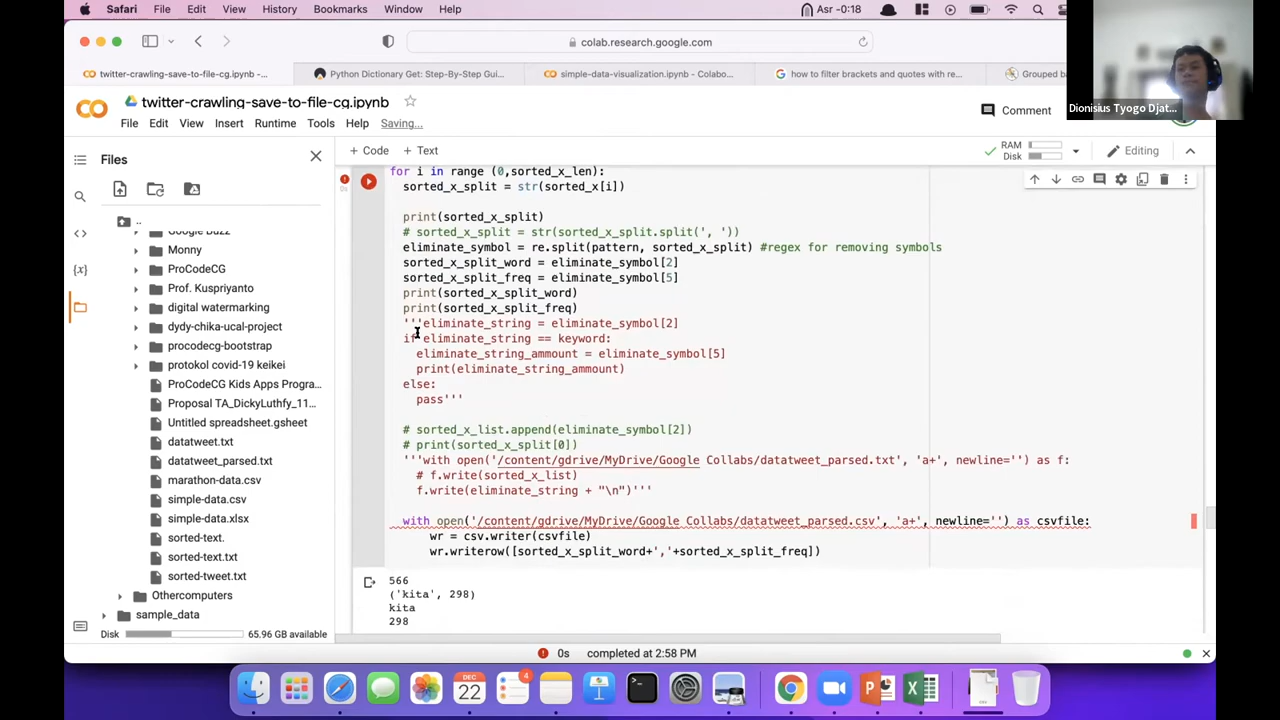 Safari File Edit View History Bookmarks Window Help Asr -0:18
colab.research.google.com
twitter-crawling-save-to-file-cg.ipynb -... Python Dictionary Get: Step-By-Step Gui... simple-data-visualization.ipynb - Colabo... how to filter brackets and quotes with re... Grouped ba
Dionisius Tyogo Djat...
CO twitter-crawling-save-to-file-cg.ipynb
File Edit View Insert Runtime Tools Help Saving...
Comment
Files
+ Code + Text
RAM
Disk
Editing
..
Google Buzz
Monny
ProCodeCG
Prof. Kuspriyanto
digital watermarking
dydy-chika-ucal-project
procodecg-bootstrap
protokol covid-19 keikei
ProCodeCG Kids Apps Progra...
Proposal TA_DickyLuthfy_11...
Untitled spreadsheet.gsheet
datatweet.txt
datatweet_parsed.txt
marathon-data.csv
simple-data.csv
simple-data.xlsx
sorted-text.
sorted-text.txt
sorted-tweet.txt
Othercomputers
sample_data
Disk 65.96 GB available
for i in range (0,sorted_x_len):
sorted_x_split = str(sorted_x[i])
print(sorted_x_split)
# sorted_x_split = str(sorted_x_split.split(', '))
eliminate_symbol = re.split(pattern, sorted_x_split) #regex for removing symbols
sorted_x_split_word = eliminate_symbol[2]
sorted_x_split_freq = eliminate_symbol[5]
print(sorted_x_split_word)
print(sorted_x_split_freq)
'''eliminate_string = eliminate_symbol[2]
if eliminate_string == keyword:
eliminate_string_ammount = eliminate_symbol[5]
print(eliminate_string_ammount)
else:
pass'''
# sorted_x_list.append(eliminate_symbol[2])
# print(sorted_x_split[0])
'''with open('/content/gdrive/MyDrive/Google Collabs/datatweet_parsed.txt', 'a+', newline='') as f:
# f.write(sorted_x_list)
f.write(eliminate_string + "\n")'''
with open('/content/gdrive/MyDrive/Google Collabs/datatweet_parsed.csv', 'a+', newline='') as csvfile:
wr = csv.writer(csvfile)
wr.writerow([sorted_x_split_word+','+sorted_x_split_freq])
566
('kita', 298)
kita
298
0s completed at 2:58 PM
DEC
22
4